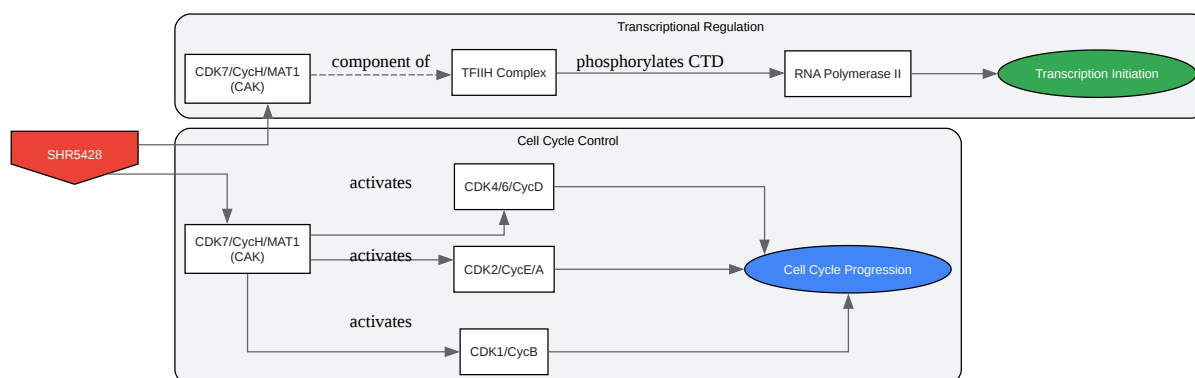 Transcriptional Regulation
CDK7/CycH/MAT1
(CAK)
component of
TFIIH Complex
phosphorylates CTD
RNA Polymerase II
Transcription Initiation
SHR5428
Cell Cycle Control
activates
CDK4/6/CycD
CDK7/CycH/MAT1
(CAK)
activates
CDK2/CycE/A
Cell Cycle Progression
activates
CDK1/CycB